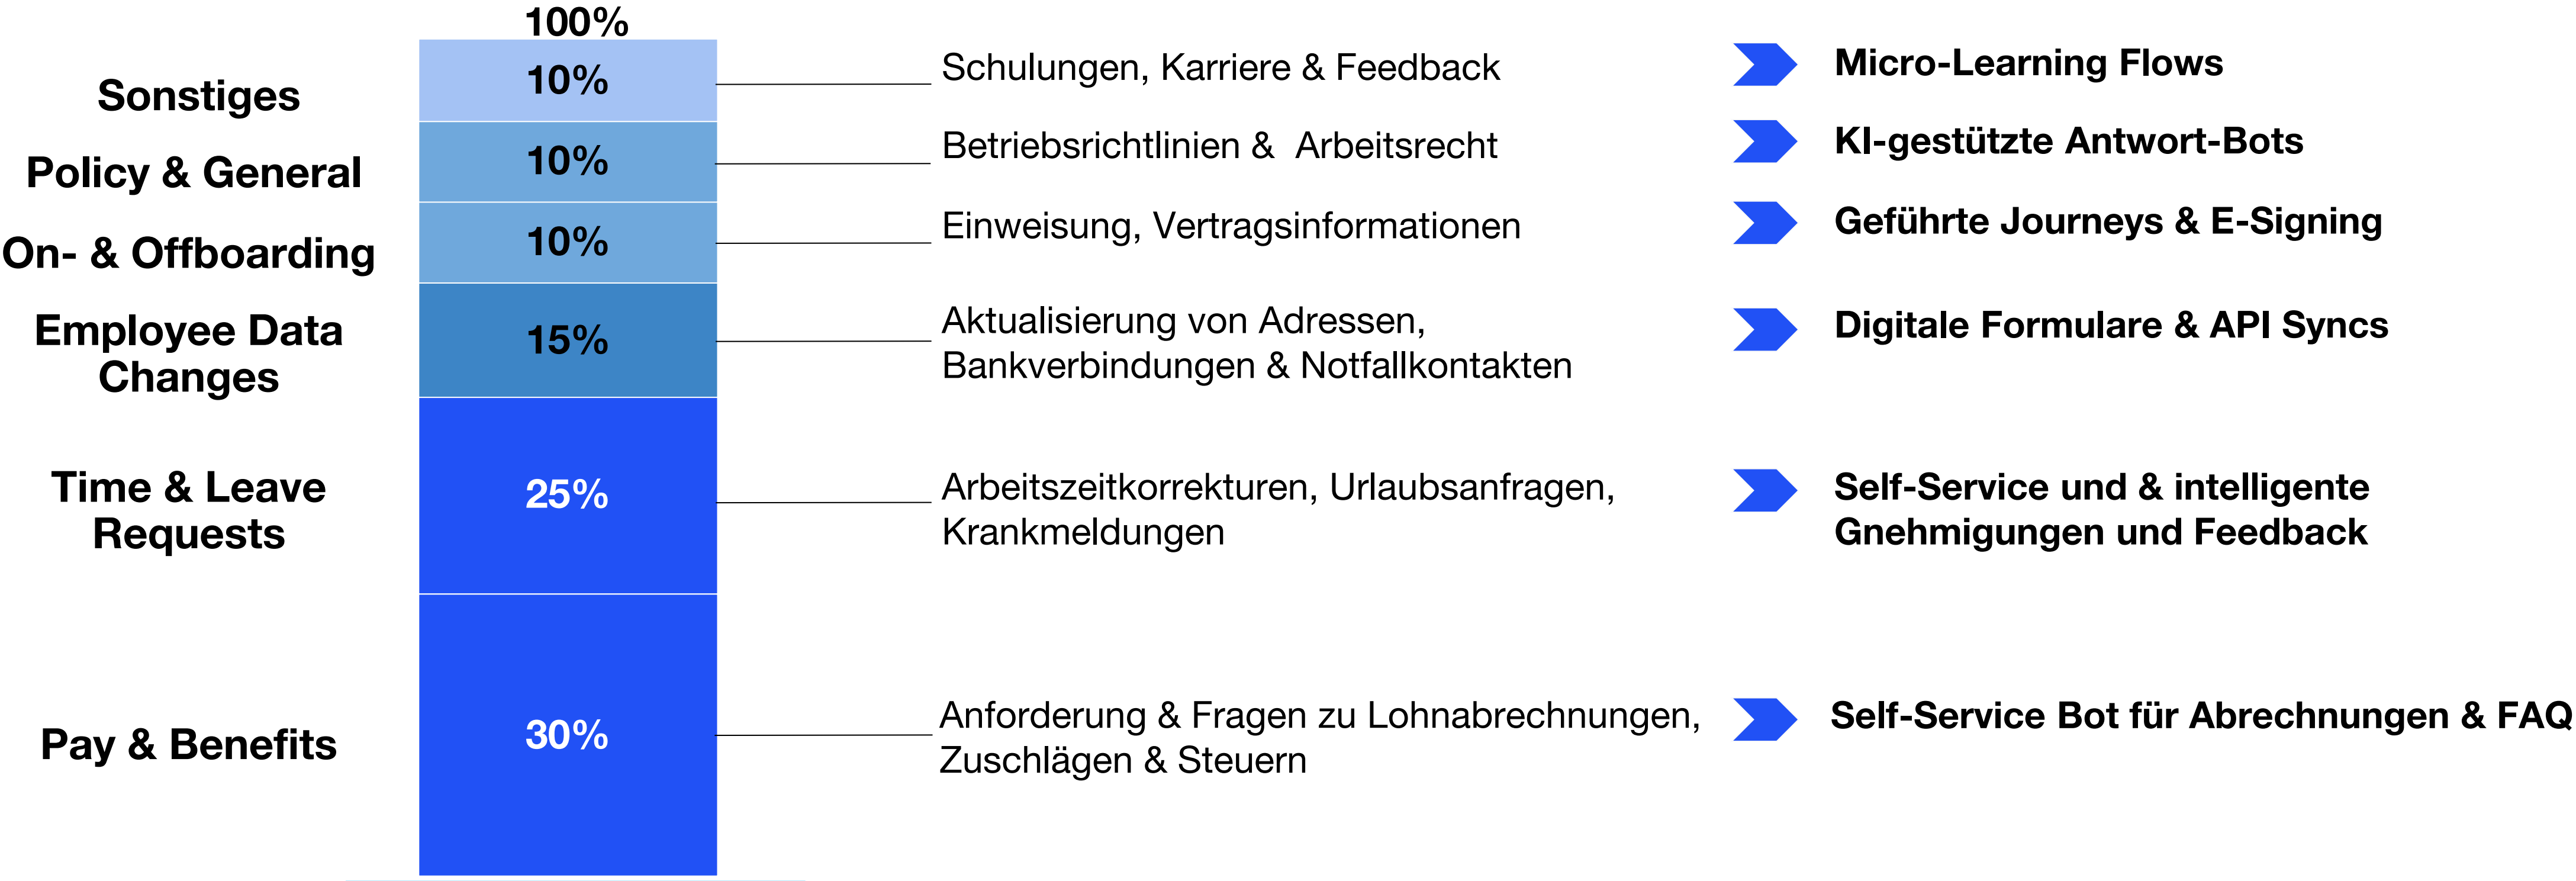 100%
Sonstiges
10%
Schulungen, Karriere & Feedback
Micro-Learning Flows
Policy & General
10%
Betriebsrichtlinien & Arbeitsrecht
KI-gestützte Antwort-Bots
On- & Offboarding
10%
Einweisung, Vertragsinformationen
Geführte Journeys & E-Signing
Employee Data
Changes
15%
Aktualisierung von Adressen,
Bankverbindungen & Notfallkontakten
Digitale Formulare & API Syncs
Time & Leave
Requests
25%
Arbeitszeitkorrekturen, Urlaubsanfragen,
Krankmeldungen
Self-Service und & intelligente
Gnehmigungen und Feedback
Pay & Benefits
30%
Anforderung & Fragen zu Lohnabrechnungen,
Zuschlägen & Steuern
Self-Service Bot für Abrechnungen & FAQ